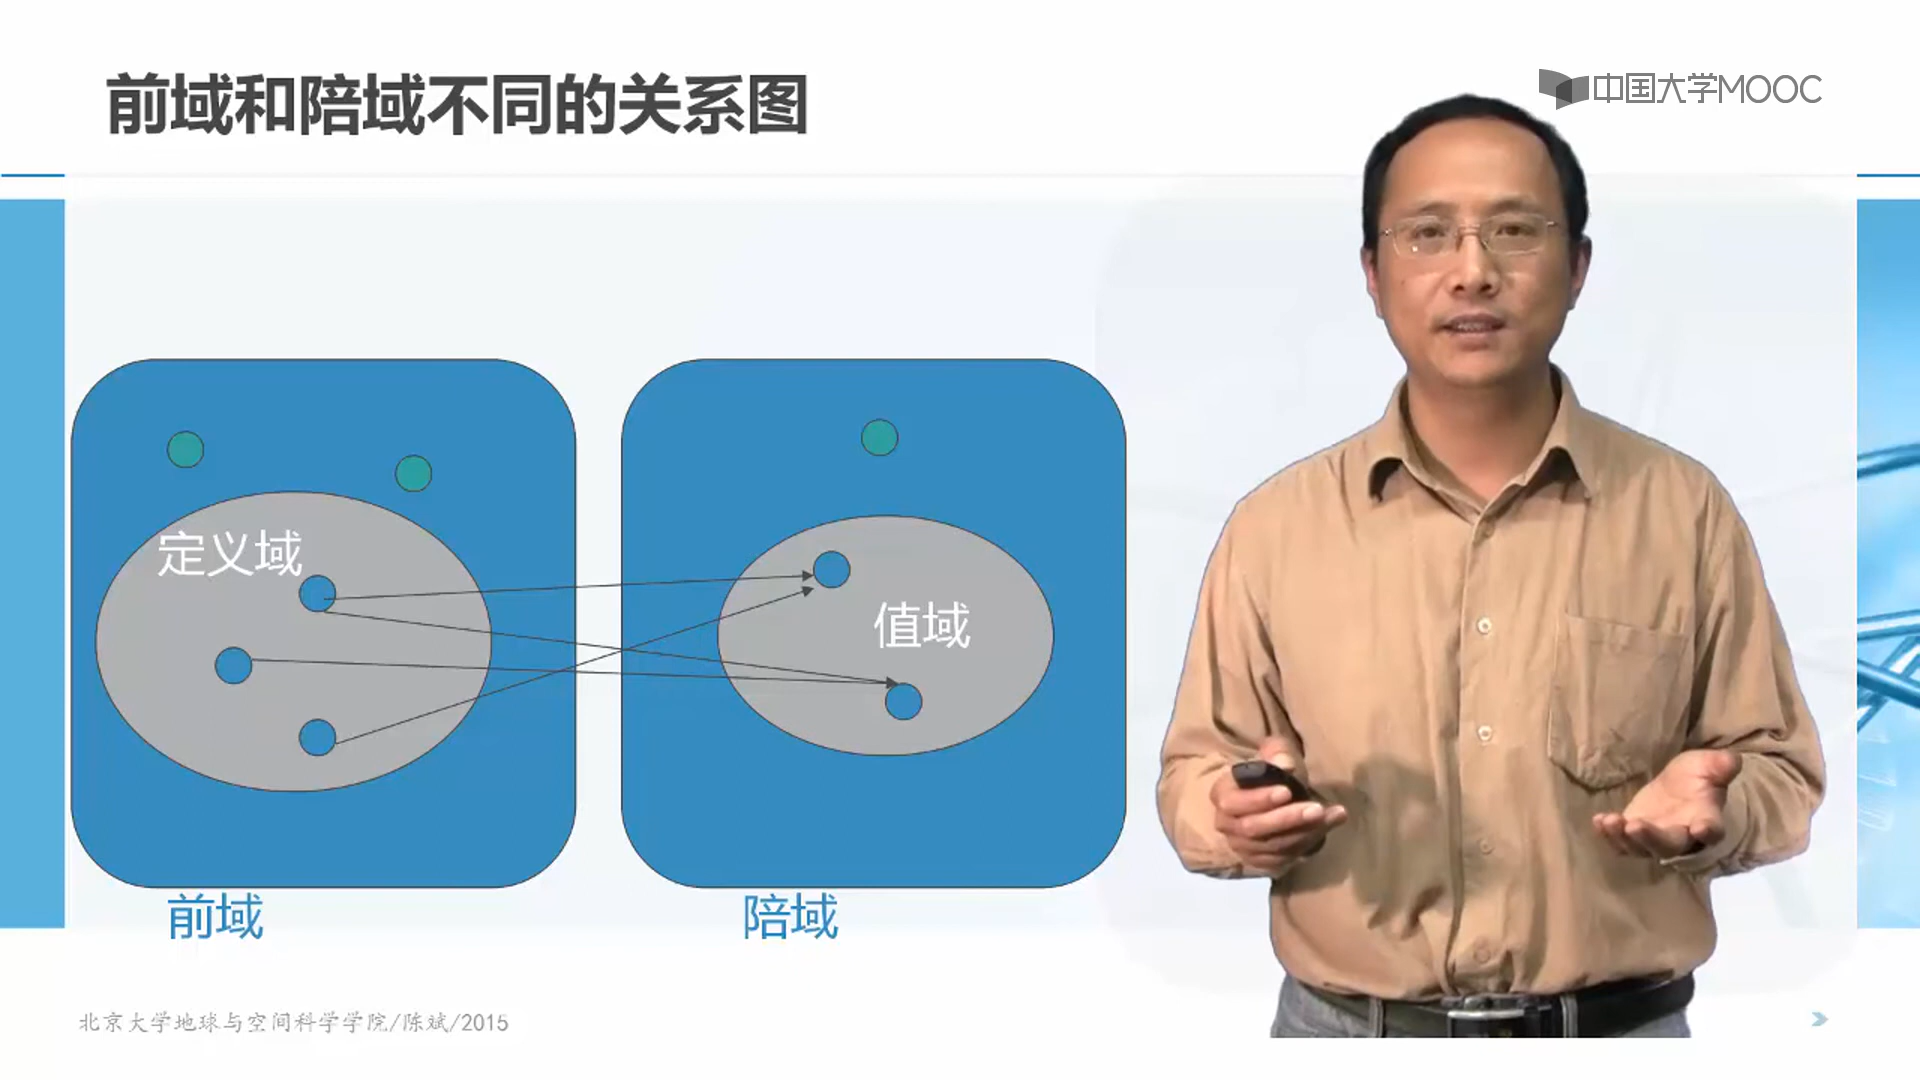 前域和陪域不同的关系图
中国大学MOOC
定义域
值域
前域
陪域
北京大学地球与空间科学学院/陈斌/2015